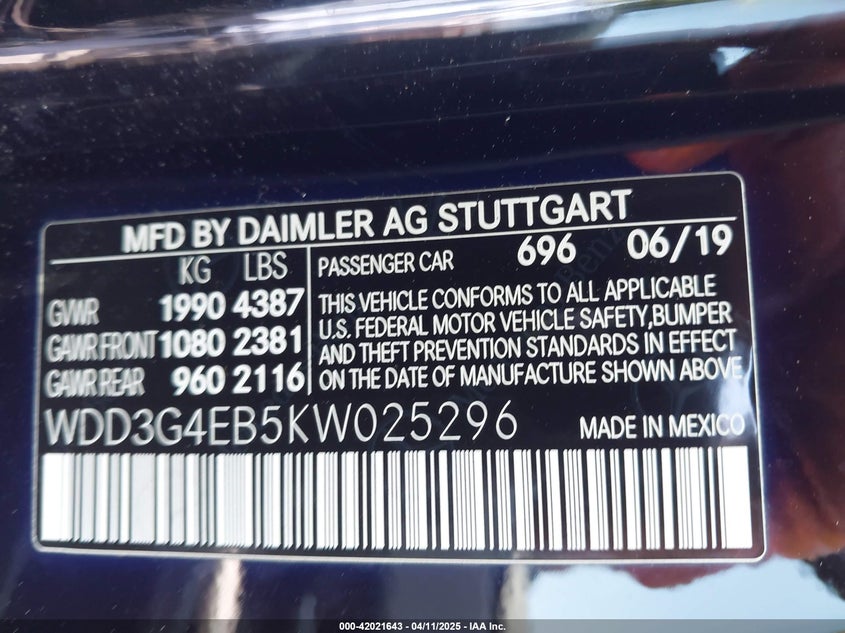 MFD BY DAIMLER AG STUTTGART
KG LBS
GVWR 1990 4387
GAWR FRONT 1080 2381
GAWR REAR 960 2116
PASSENGER CAR 696 06/19
THIS VEHICLE CONFORMS TO ALL APPLICABLE
U.S. FEDERAL MOTOR VEHICLE SAFETY,BUMPER
AND THEFT PREVENTION STANDARDS IN EFFECT
ON THE DATE OF MANUFACTURE SHOWN ABOVE
WDD3G4EB5KW025296 MADE IN MEXICO
000-42021643 - 04/11/2025 - IAA Inc.